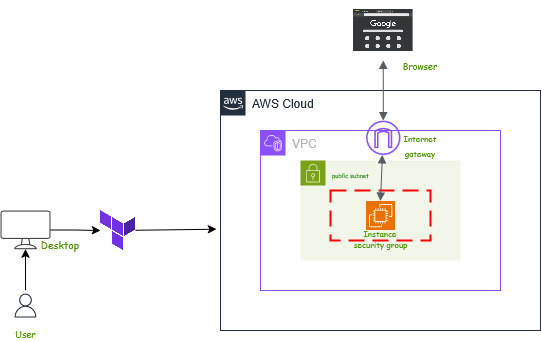 Google
Browser
aws
AWS Cloud
VPC
Internet
gateway
public subnet
Instance
security group
Desktop
User